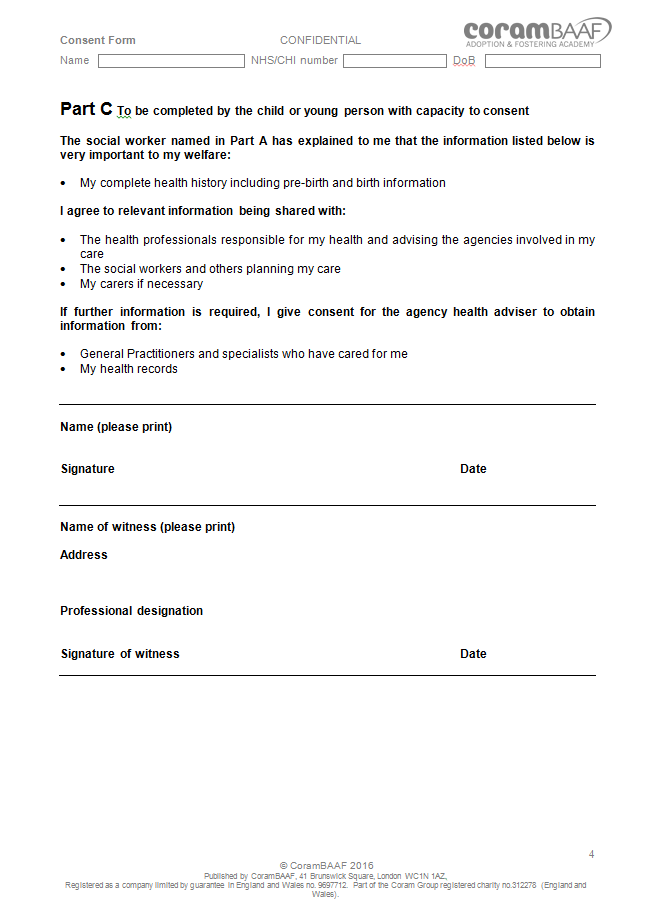 Consent Form CONFIDENTIAL coramBAAF
ADOPTION & FOSTERING ACADEMY
Name NHS/CHI number DoB
Part C To be completed by the child or young person with capacity to consent
The social worker named in Part A has explained to me that the information listed below is
very important to my welfare:
• My complete health history including pre-birth and birth information
I agree to relevant information being shared with:
• The health professionals responsible for my health and advising the agencies involved in my
care
• The social workers and others planning my care
• My carers if necessary
If further information is required, I give consent for the agency health adviser to obtain
information from:
• General Practitioners and specialists who have cared for me
• My health records
Name (please print)
Signature Date
Name of witness (please print)
Address
Professional designation
Signature of witness Date
4
© CoramBAAF 2016
Published by CoramBAAF, 41 Brunswick Square, London WC1N 1AZ,
Registered as a company limited by guarantee in England and Wales no. 9697712. Part of the Coram Group registered charity no.312278 (England and
Wales).